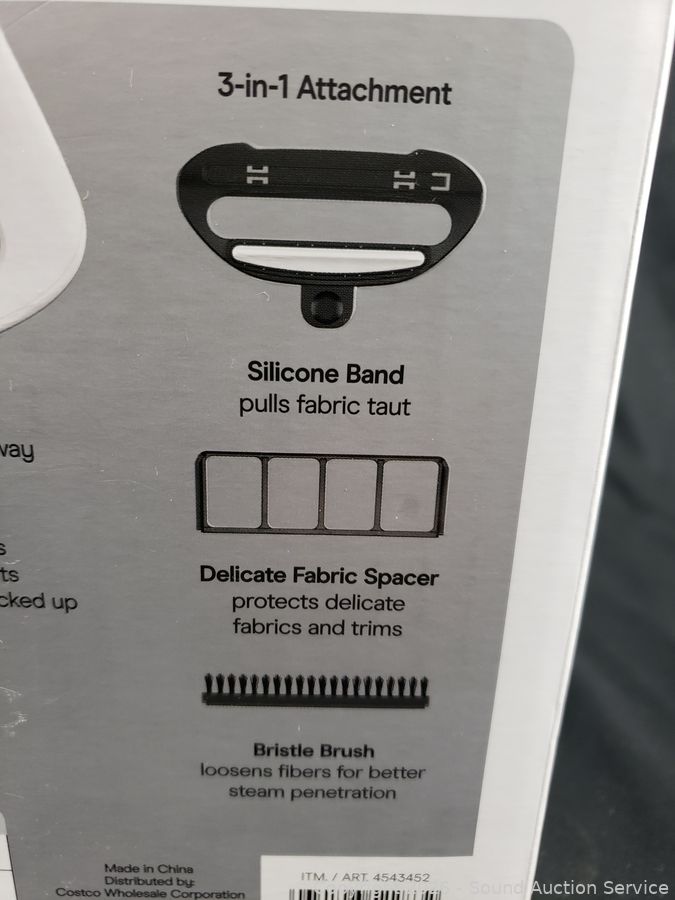 3-in-1 Attachment
Silicone Band
pulls fabric taut
way
s
ts
cked up
Delicate Fabric Spacer
protects delicate
fabrics and trims
Bristle Brush
loosens fibers for better
steam penetration
Made in China
Distributed by:
Costco Wholesale Corporation
ITM. / ART. 4543452
- Sound Auction Service